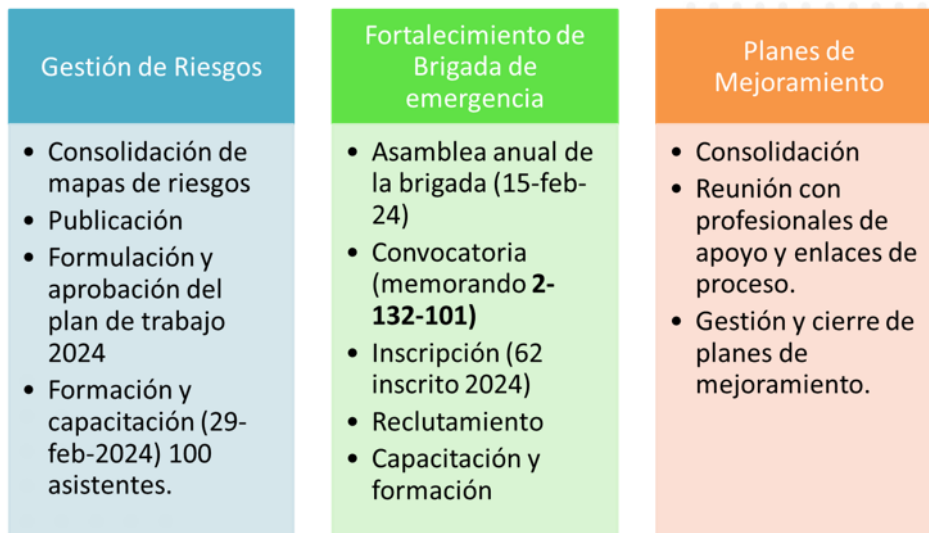 Gestión de Riesgos
• Consolidación de
mapas de riesgos
• Publicación
• Formulación y
aprobación del
plan de trabajo
2024
• Formación y
capacitación (29-
feb-2024) 100
asistentes.
Fortalecimiento de
Brigada de
emergencia
• Asamblea anual de
la brigada (15-feb-
24)
• Convocatoria
(memorando 2-
132-101)
• Inscripción (62
inscrito 2024)
• Reclutamiento
• Capacitación y
formación
Planes de
Mejoramiento
• Consolidación
• Reunión con
profesionales de
apoyo y enlaces de
proceso.
• Gestión y cierre de
planes de
mejoramiento.